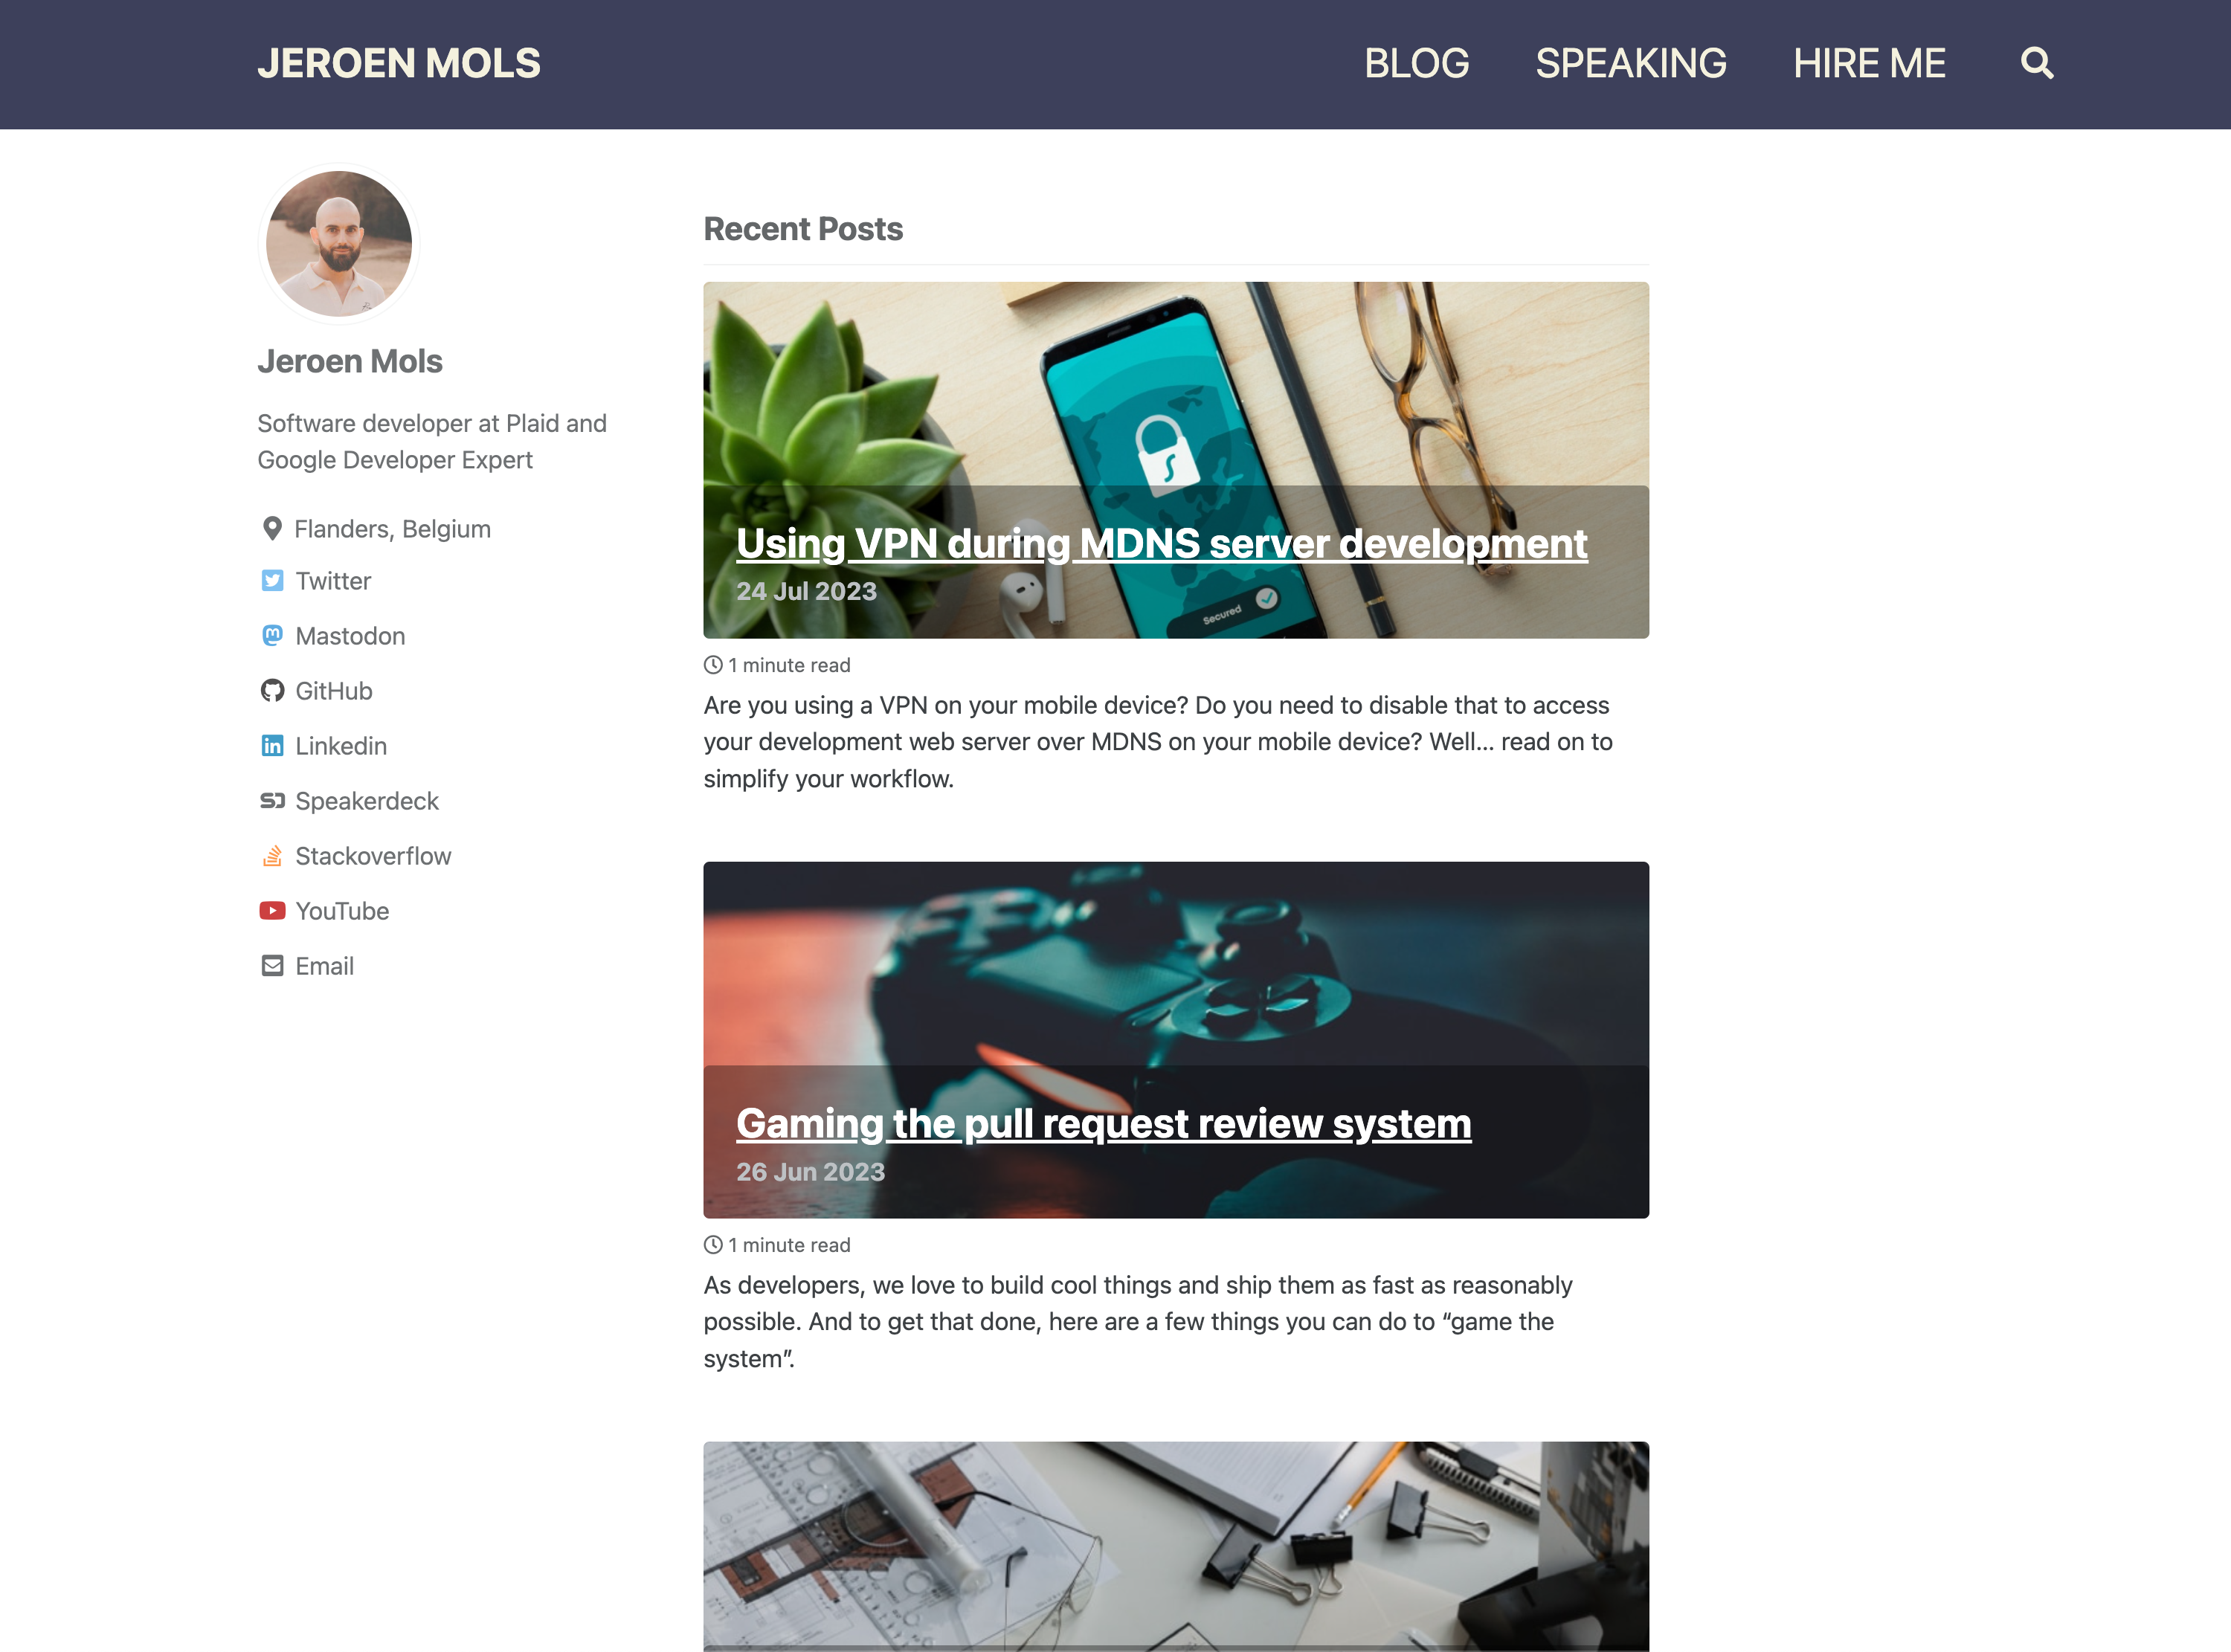 JEROEN MOLS
BLOG SPEAKING HIRE ME
Jeroen Mols
Software developer at Plaid and
Google Developer Expert
Flanders, Belgium
Twitter
Mastodon
GitHub
Linkedin
Speakerdeck
Stackoverflow
YouTube
Email
Recent Posts
Using VPN during MDNS server development
24 Jul 2023
Secured
1 minute read
Are you using a VPN on your mobile device? Do you need to disable that to access
your development web server over MDNS on your mobile device? Well… read on to
simplify your workflow.
Gaming the pull request review system
26 Jun 2023
1 minute read
As developers, we love to build cool things and ship them as fast as reasonably
possible. And to get that done, here are a few things you can do to “game the
system”.